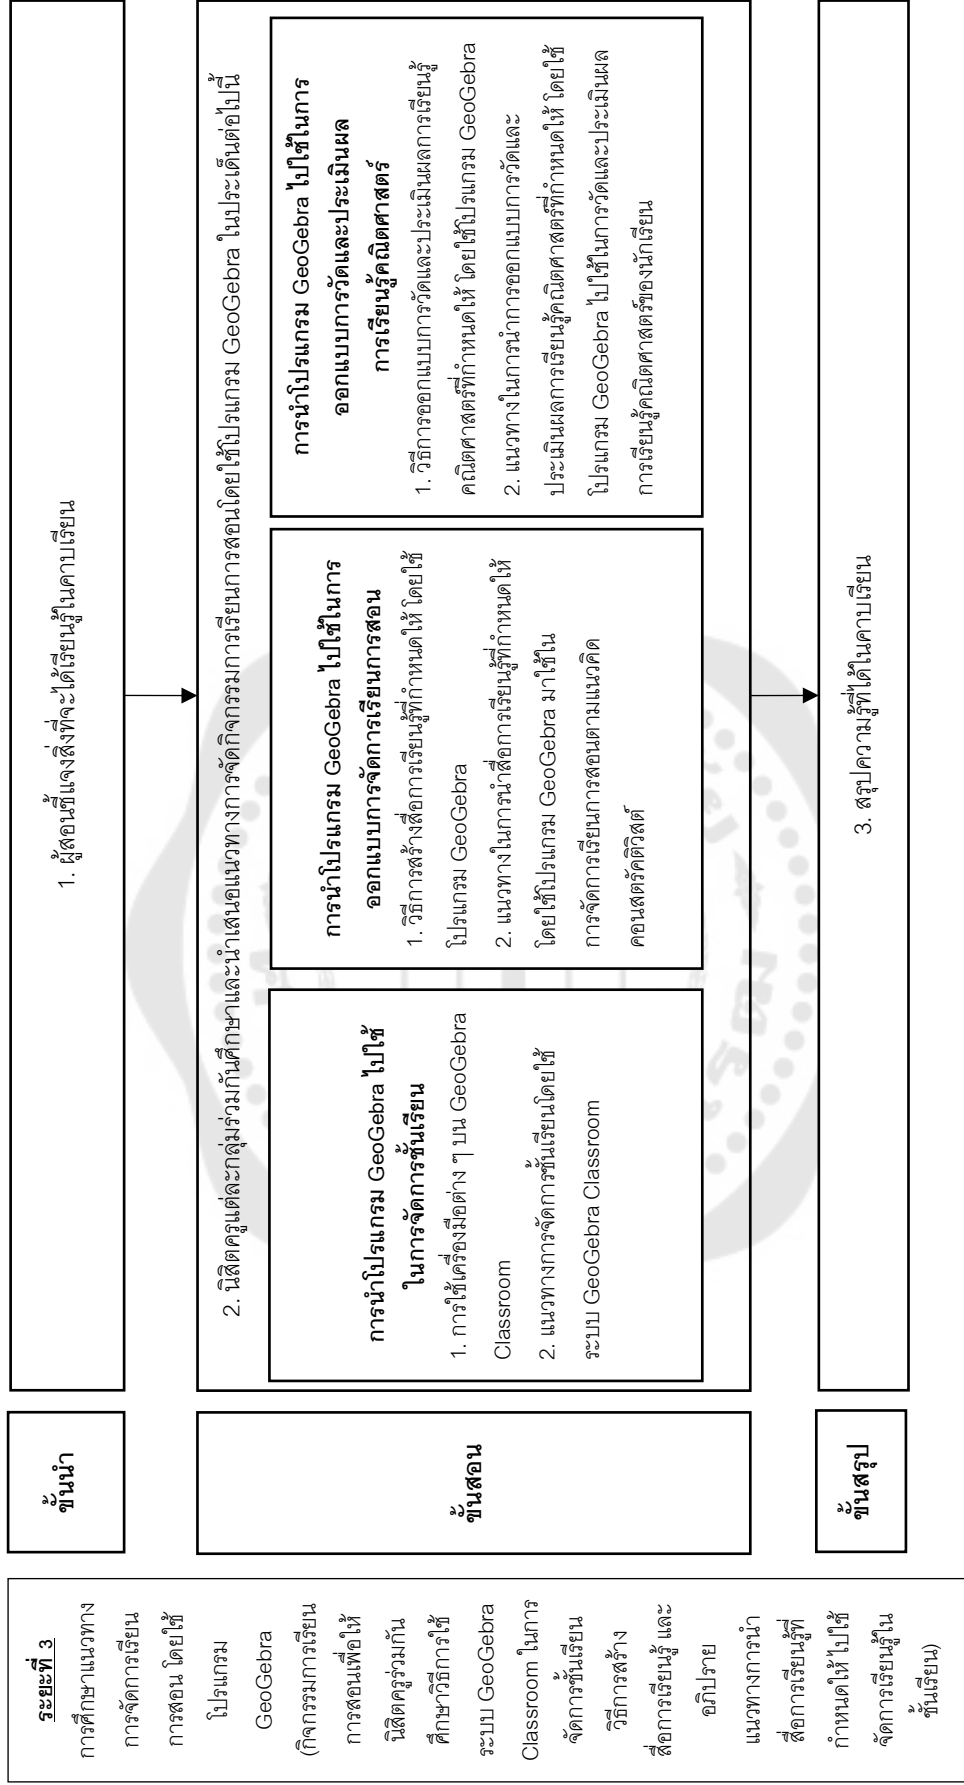 ระยะที่ 3
การศึกษาแนวทาง
การจัดการเรียน
การสอน โดยใช้
โปรแกรม
GeoGebra
(กิจกรรมการเรียน
การสอนเพื่อให้
นิสิตครูร่วมกัน
ศึกษาวิธีการใช้
ระบบ GeoGebra
Classroom ในการ
จัดการชั้นเรียน
วิธีการสร้าง
สื่อการเรียนรู้ และ
อภิปราย
แนวทางการนำ
สื่อการเรียนรู้ที่
กำหนดให้ ไปใช้
จัดการเรียนรู้ใน
ชั้นเรียน)
ขั้นนำ
1. ผู้สอนชี้แจงสิ่งที่จะได้เรียนรู้ในคาบเรียน
ขั้นสอน
2. นิสิตครูแต่ละกลุ่มร่วมกันศึกษาและนำเสนอแนวทางการจัดกิจกรรมการเรียนการสอนโดยใช้โปรแกรม GeoGebra ในประเด็นต่อไปนี้
การนำโปรแกรม GeoGebra ไปใช้
ในการจัดการชั้นเรียน
1. การใช้เครื่องมือต่าง ๆ บน GeoGebra
Classroom
2. แนวทางการจัดการชั้นเรียนโดยใช้
ระบบ GeoGebra Classroom
การนำโปรแกรม GeoGebra ไปใช้ในการ
ออกแบบการจัดการเรียนการสอน
1. วิธีการสร้างสื่อการเรียนรู้ที่กำหนดให้ โดยใช้
โปรแกรม GeoGebra
2. แนวทางในการนำสื่อการเรียนรู้ที่กำหนดให้
โดยใช้โปรแกรม GeoGebra มาใช้ใน
การจัดการเรียนการสอนตามแนวคิด
คอนสตรัคติวิสต์
การนำโปรแกรม GeoGebra ไปใช้ในการ
ออกแบบการวัดและประเมินผล
การเรียนรู้คณิตศาสตร์
1. วิธีการออกแบบการวัดและประเมินผลการเรียนรู้
คณิตศาสตร์ที่กำหนดให้ โดยใช้โปรแกรม GeoGebra
2. แนวทางในการนำการออกแบบการวัดและ
ประเมินผลการเรียนรู้คณิตศาสตร์ที่กำหนดให้ โดยใช้
โปรแกรม GeoGebra ไปใช้ในการวัดและประเมินผล
การเรียนรู้คณิตศาสตร์ของนักเรียน
ขั้นสรุป
3. สรุปความรู้ที่ได้ในคาบเรียน